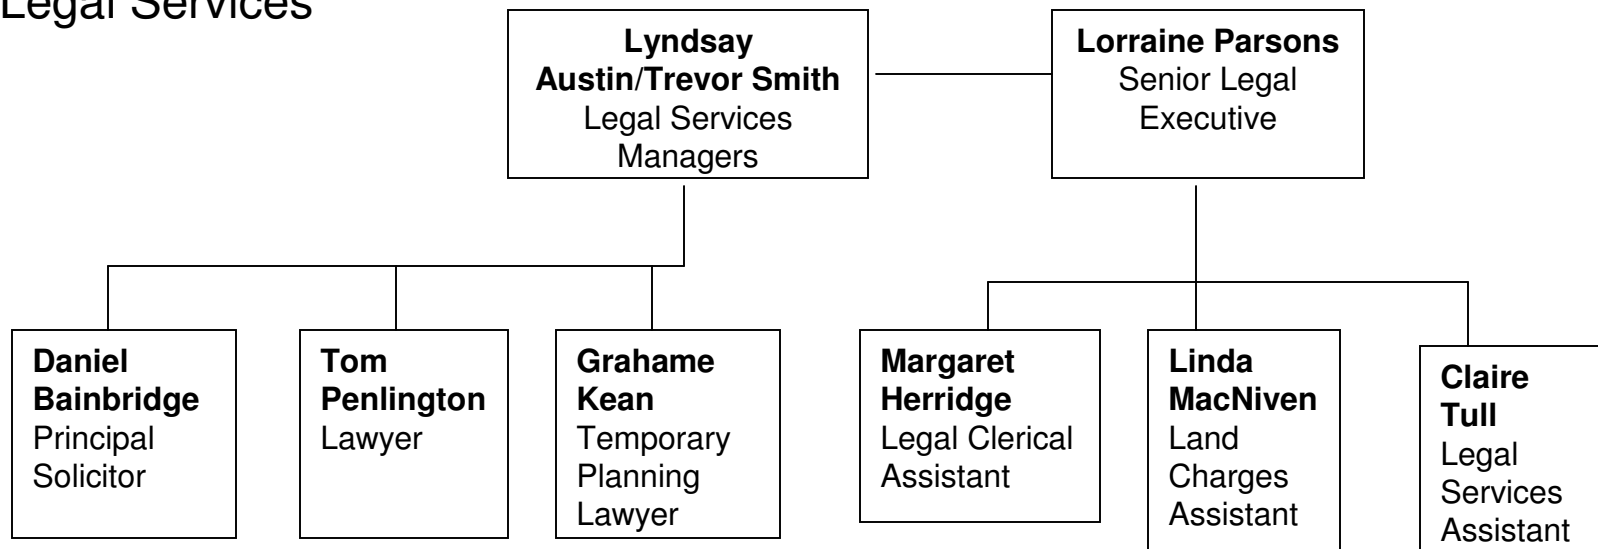 Legal Services
Lyndsay
Austin/Trevor Smith
Legal Services
Managers
Lorraine Parsons
Senior Legal
Executive
Daniel
Bainbridge
Principal
Solicitor
Tom
Penlington
Lawyer
Grahame
Kean
Temporary
Planning
Lawyer
Margaret
Herridge
Legal Clerical
Assistant
Linda
MacNiven
Land
Charges
Assistant
Claire
Tull
Legal
Services
Assistant